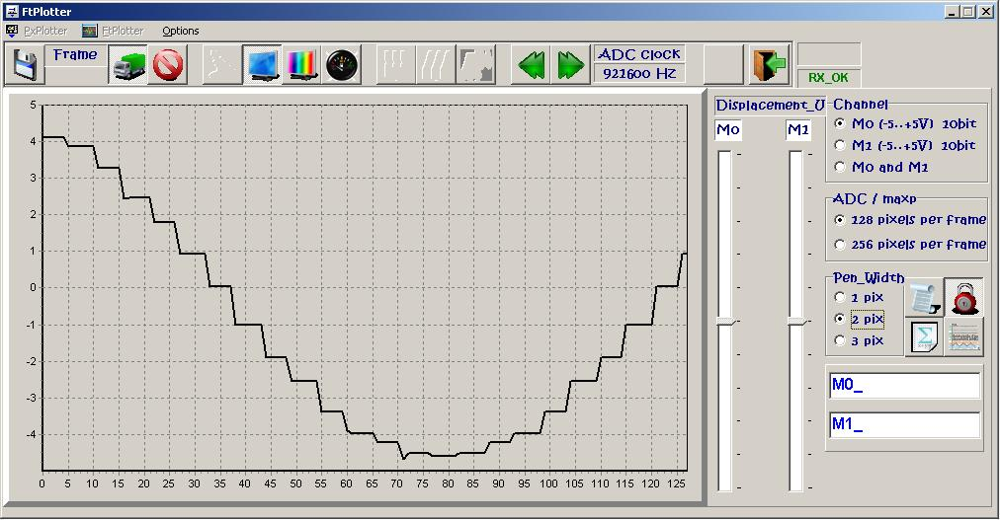 FtPlotter
PxPlotter FtPlotter Options
Frame
ADC clock
921600 HZ
RX_OK
5
4
3
2
1
0
-1
-2
-3
-4
0 5 10 15 20 25 30 35 40 45 50 55 60 65 70 75 80 85 90 95 100 105 110 115 120 125
Displacement_U
M0 M1
Channel
M0 (-5..+5V) 10bit
M1 (-5..+5V) 10bit
M0 and M1
ADC / maxp
128 pixels per frame
256 pixels per frame
Pen_Width
1 pix
2 pix
3 pix
M0_
M1_